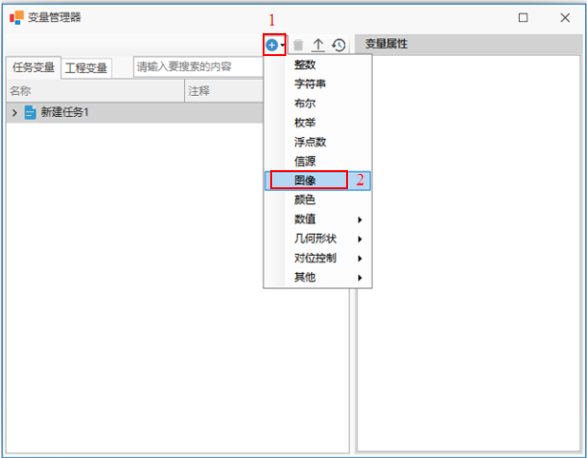 变量管理器
1
变量属性
任务变量 工程变量 请输入要搜索的内容
名称 注释
新建任务1
整数
字符串
布尔
枚举
浮点数
信源
图像 2
颜色
数值
几何形状
对位控制
其他